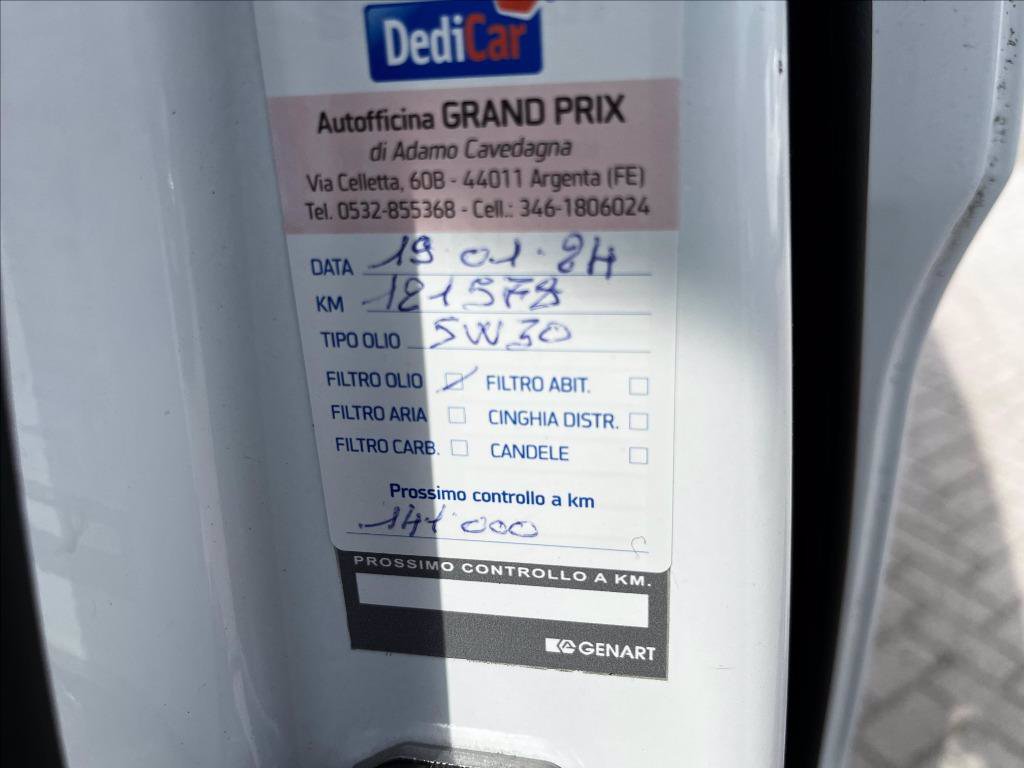 DediCar
Autofficina GRAND PRIX
di Adamo Cavedagna
Via Celletta, 60B - 44011 Argenta (FE)
Tel. 0532-855368 - Cell.: 346-1806024
DATA 19.01.24
KM 121578
TIPO OLIO 5W30
FILTRO OLIO FILTRO ABIT.
FILTRO ARIA CINGHIA DISTR.
FILTRO CARB. CANDELE
Prossimo controllo a km
141000
PROSSIMO CONTROLLO A KM.
GENART